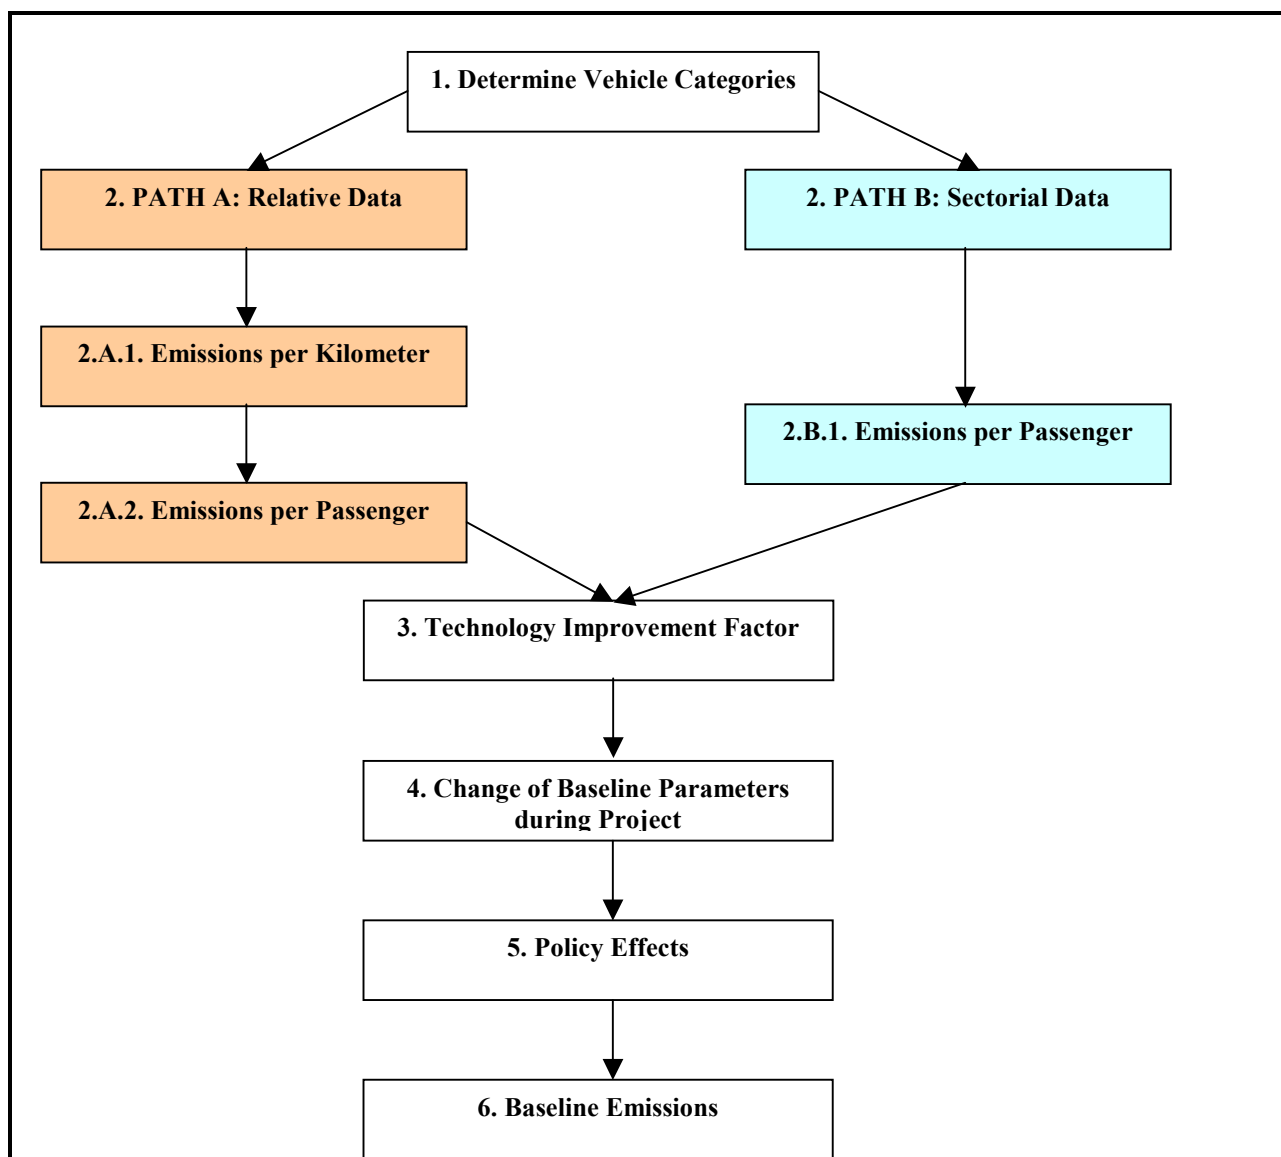 1. Determine Vehicle Categories
2. PATH A: Relative Data
2. PATH B: Sectorial Data
2.A.1. Emissions per Kilometer
2.B.1. Emissions per Passenger
2.A.2. Emissions per Passenger
3. Technology Improvement Factor
4. Change of Baseline Parameters
during Project
5. Policy Effects
6. Baseline Emissions